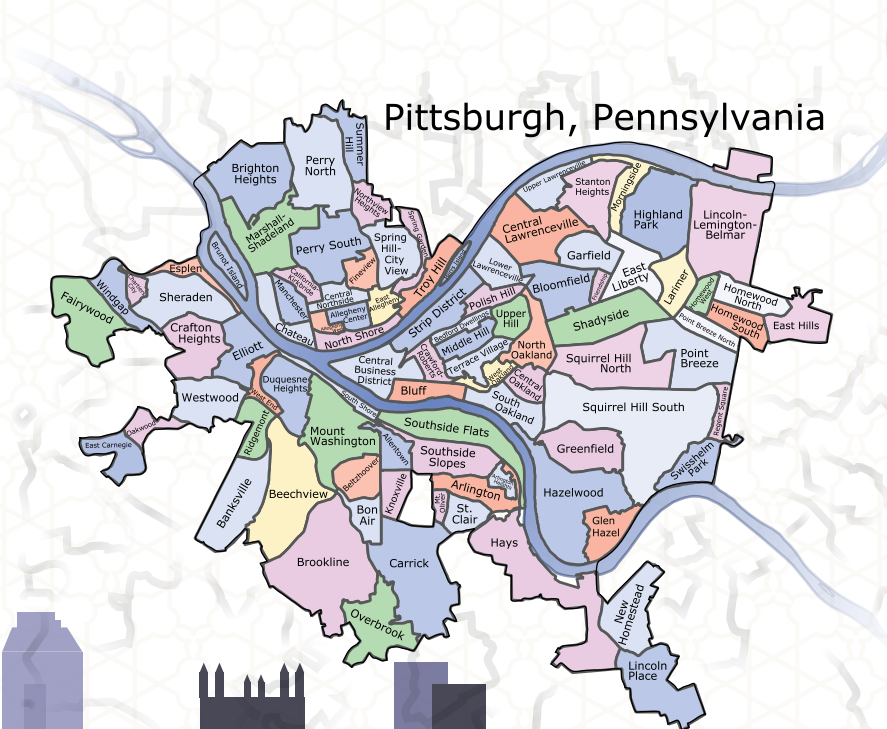 Pittsburgh, Pennsylvania
Summer
Hill
Perry
North
Brighton
Heights
Northview
Heights
Marshall-
Shadeland
Perry South
Spring
Hill-
City
View
Spring Garden
Brunot Island
Fineview
California-
Kirkbride
Manchester
Central
Northside
Allegheny
Center
East
Allegheny
Troy Hill
Chateau
North Shore
Upper Lawrenceville
Stanton
Heights
Morningside
Highland
Park
Lincoln-
Lemington-
Belmar
Central
Lawrenceville
Lower
Lawrenceville
Garfield
East
Liberty
Larimer
Bloomfield
Friendship
Homewood
West
Homewood
North
Homewood
South
East Hills
Point Breeze North
Point
Breeze
Shadyside
Strip District
Polish Hill
Bedford Dwellings
Upper
Hill
Middle Hill
Terrace Village
Crawford-
Roberts
North
Oakland
West
Oakland
Central
Oakland
South
Oakland
Central
Business
District
Bluff
Squirrel Hill
North
Squirrel Hill South
Regent Square
Swisshelm
Park
Greenfield
Hazelwood
Glen
Hazel
Esplen
Sheraden
Windgap
Fairywood
Crafton
Heights
Elliott
Westwood
Oakwood
East Carnegie
West End
Duquesne
Heights
South Shore
Ridgemont
Mount
Washington
Banksville
Beechview
Beltzhoover
Allentown
Southside Flats
Southside
Slopes
Arlington
Arlington
Heights
Knoxville
Mt.
Oliver
St.
Clair
Bon
Air
Brookline
Carrick
Overbrook
Hays
New
Homestead
Lincoln
Place